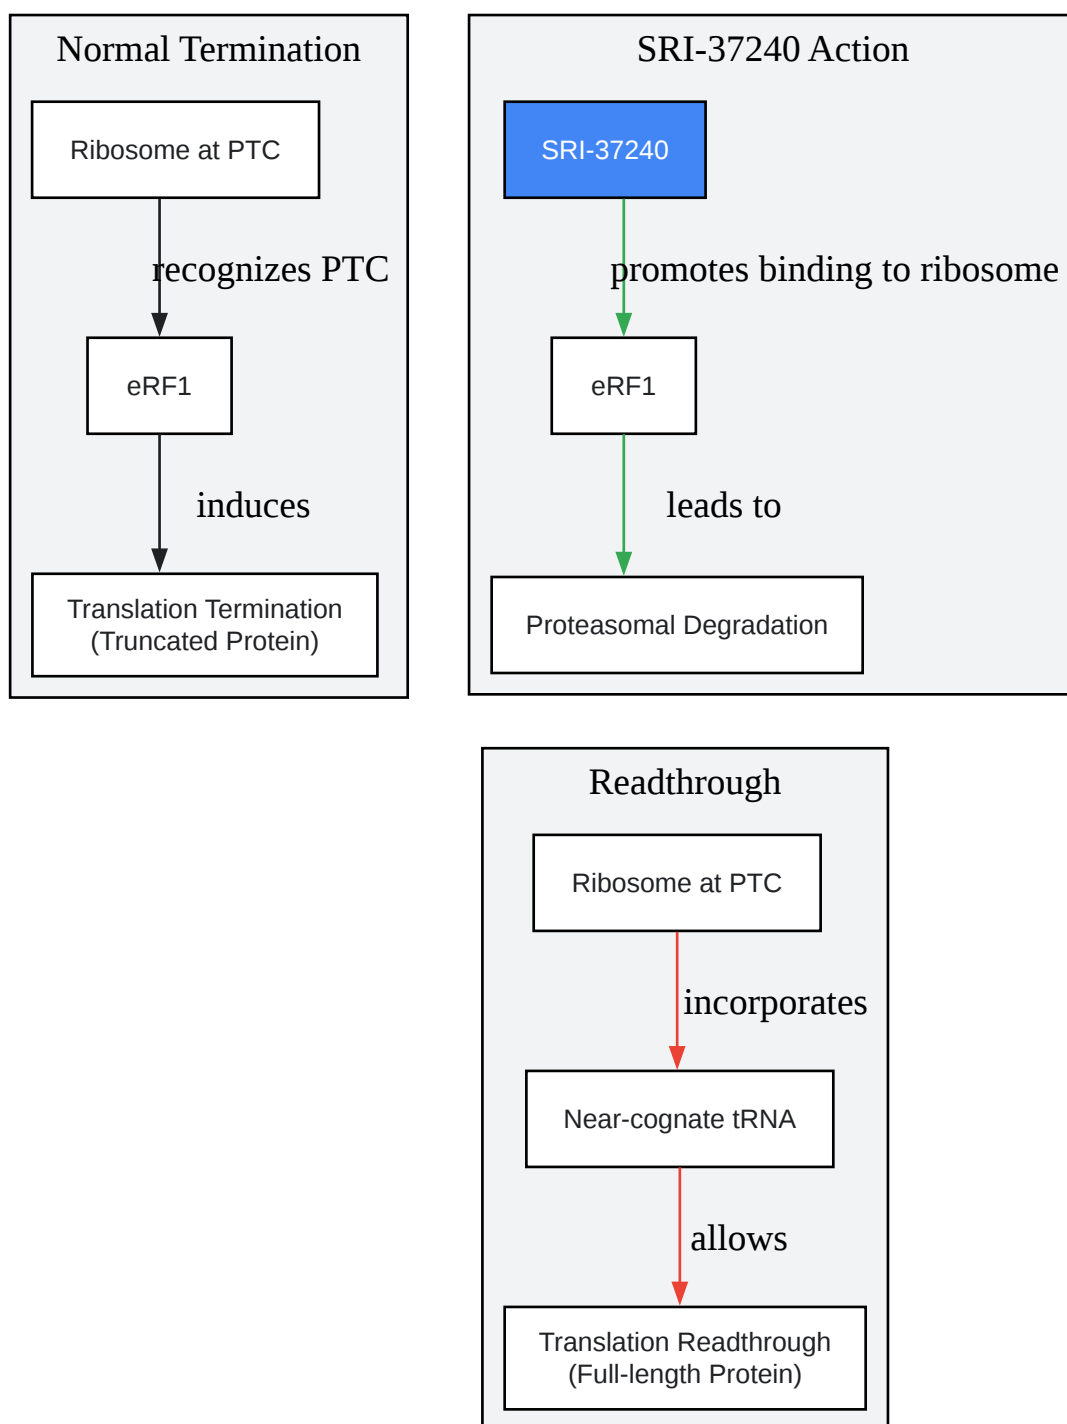 Normal Termination
Ribosome at PTC
recognizes PTC
eRF1
induces
Translation Termination
(Truncated Protein)
SRI-37240 Action
SRI-37240
promotes binding to ribosome
eRF1
leads to
Proteasomal Degradation
Readthrough
Ribosome at PTC
incorporates
Near-cognate tRNA
allows
Translation Readthrough
(Full-length Protein)